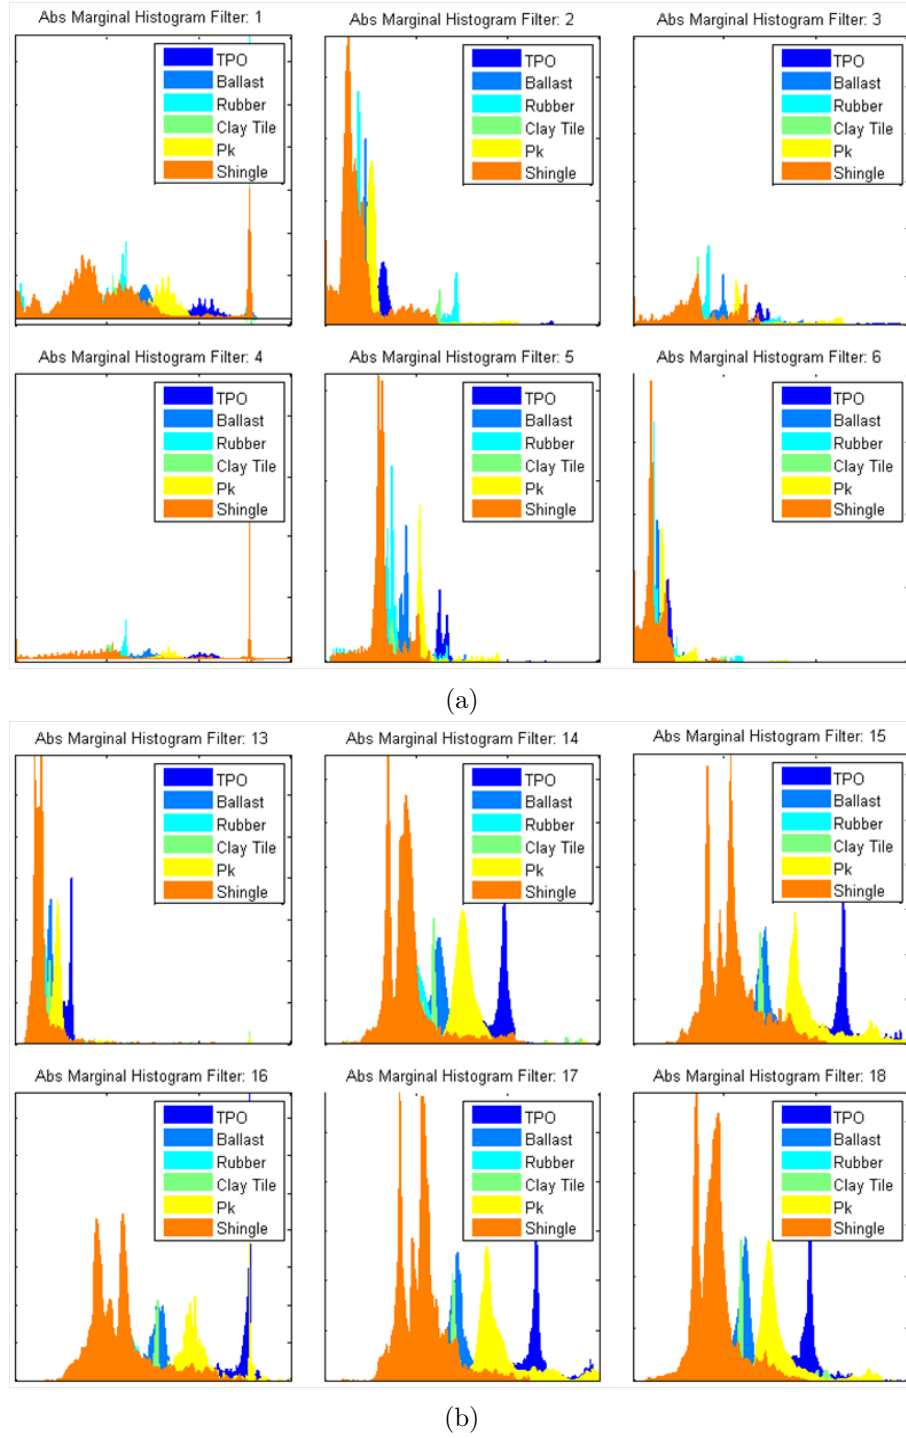 Abs Marginal Histogram Filter: 1
TPO
Ballast
Rubber
Clay Tile
Pk
Shingle
Abs Marginal Histogram Filter: 2
TPO
Ballast
Rubber
Clay Tile
Pk
Shingle
Abs Marginal Histogram Filter: 3
TPO
Ballast
Rubber
Clay Tile
Pk
Shingle
Abs Marginal Histogram Filter: 4
TPO
Ballast
Rubber
Clay Tile
Pk
Shingle
Abs Marginal Histogram Filter: 5
TPO
Ballast
Rubber
Clay Tile
Pk
Shingle
Abs Marginal Histogram Filter: 6
TPO
Ballast
Rubber
Clay Tile
Pk
Shingle
(a)
Abs Marginal Histogram Filter: 13
TPO
Ballast
Rubber
Clay Tile
Pk
Shingle
Abs Marginal Histogram Filter: 14
TPO
Ballast
Rubber
Clay Tile
Pk
Shingle
Abs Marginal Histogram Filter: 15
TPO
Ballast
Rubber
Clay Tile
Pk
Shingle
Abs Marginal Histogram Filter: 16
TPO
Ballast
Rubber
Clay Tile
Pk
Shingle
Abs Marginal Histogram Filter: 17
TPO
Ballast
Rubber
Clay Tile
Pk
Shingle
Abs Marginal Histogram Filter: 18
TPO
Ballast
Rubber
Clay Tile
Pk
Shingle
(b)